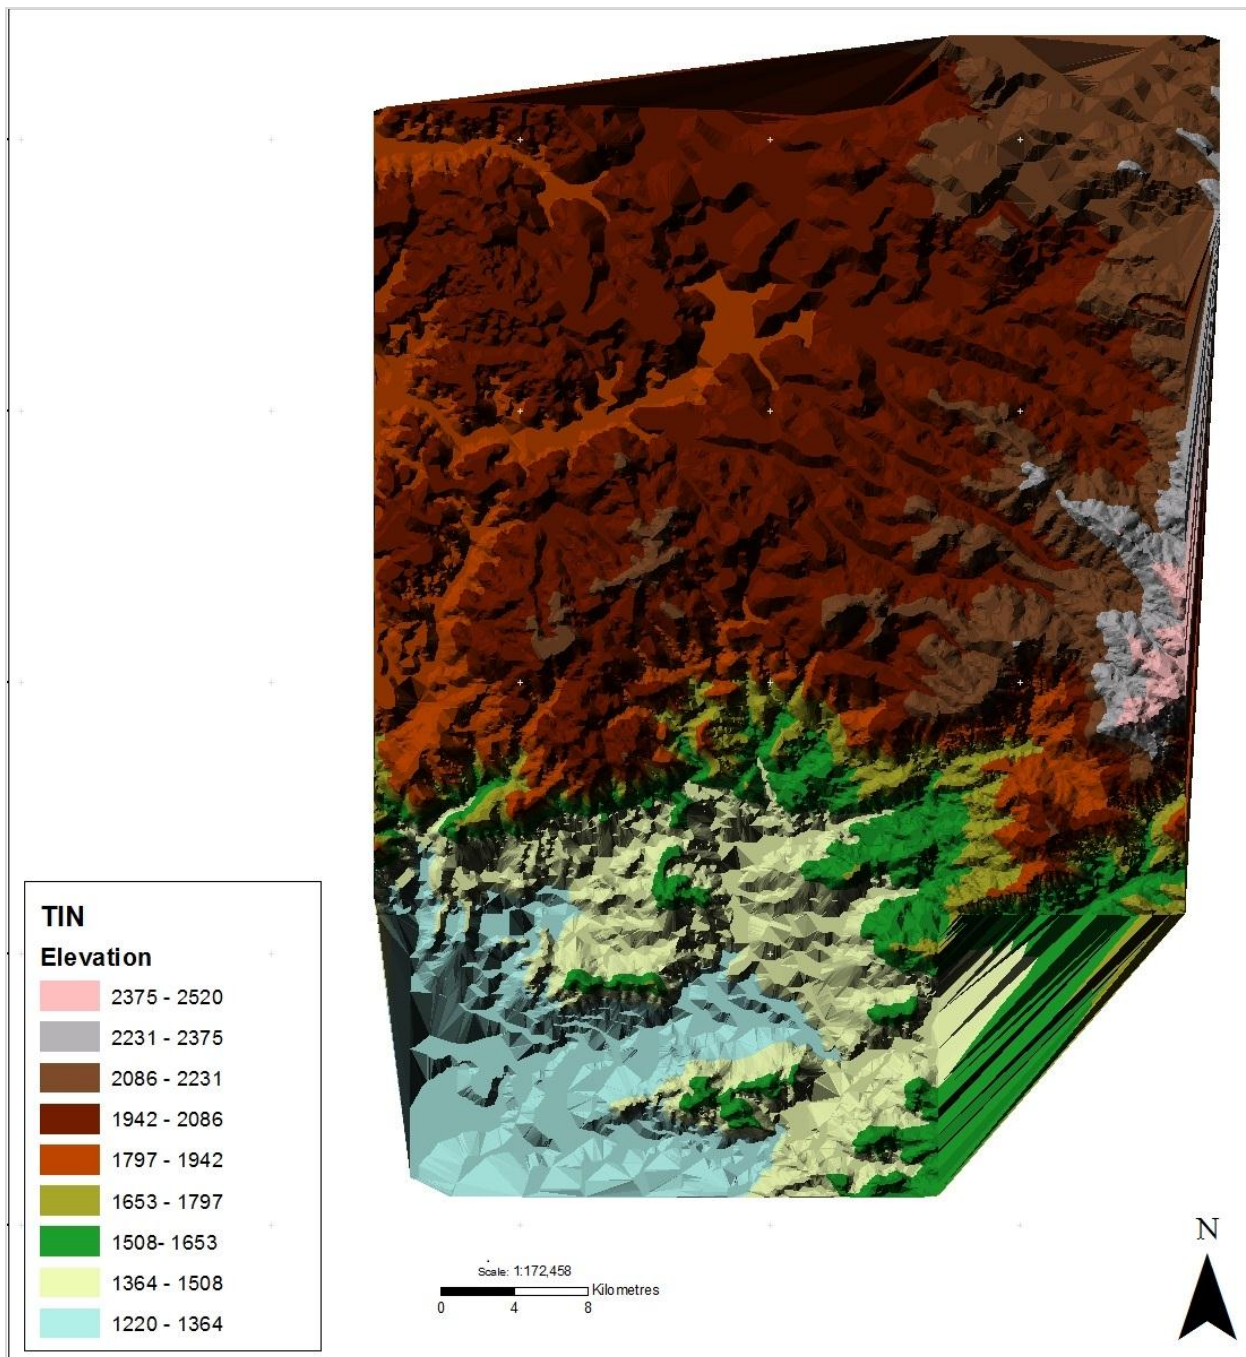 TIN
Elevation
2375 - 2520
2231 - 2375
2086 - 2231
1942 - 2086
1797 - 1942
1653 - 1797
1508- 1653
1364 - 1508
1220 - 1364
Scale: 1:172,458
Kilometres
0 4 8
N